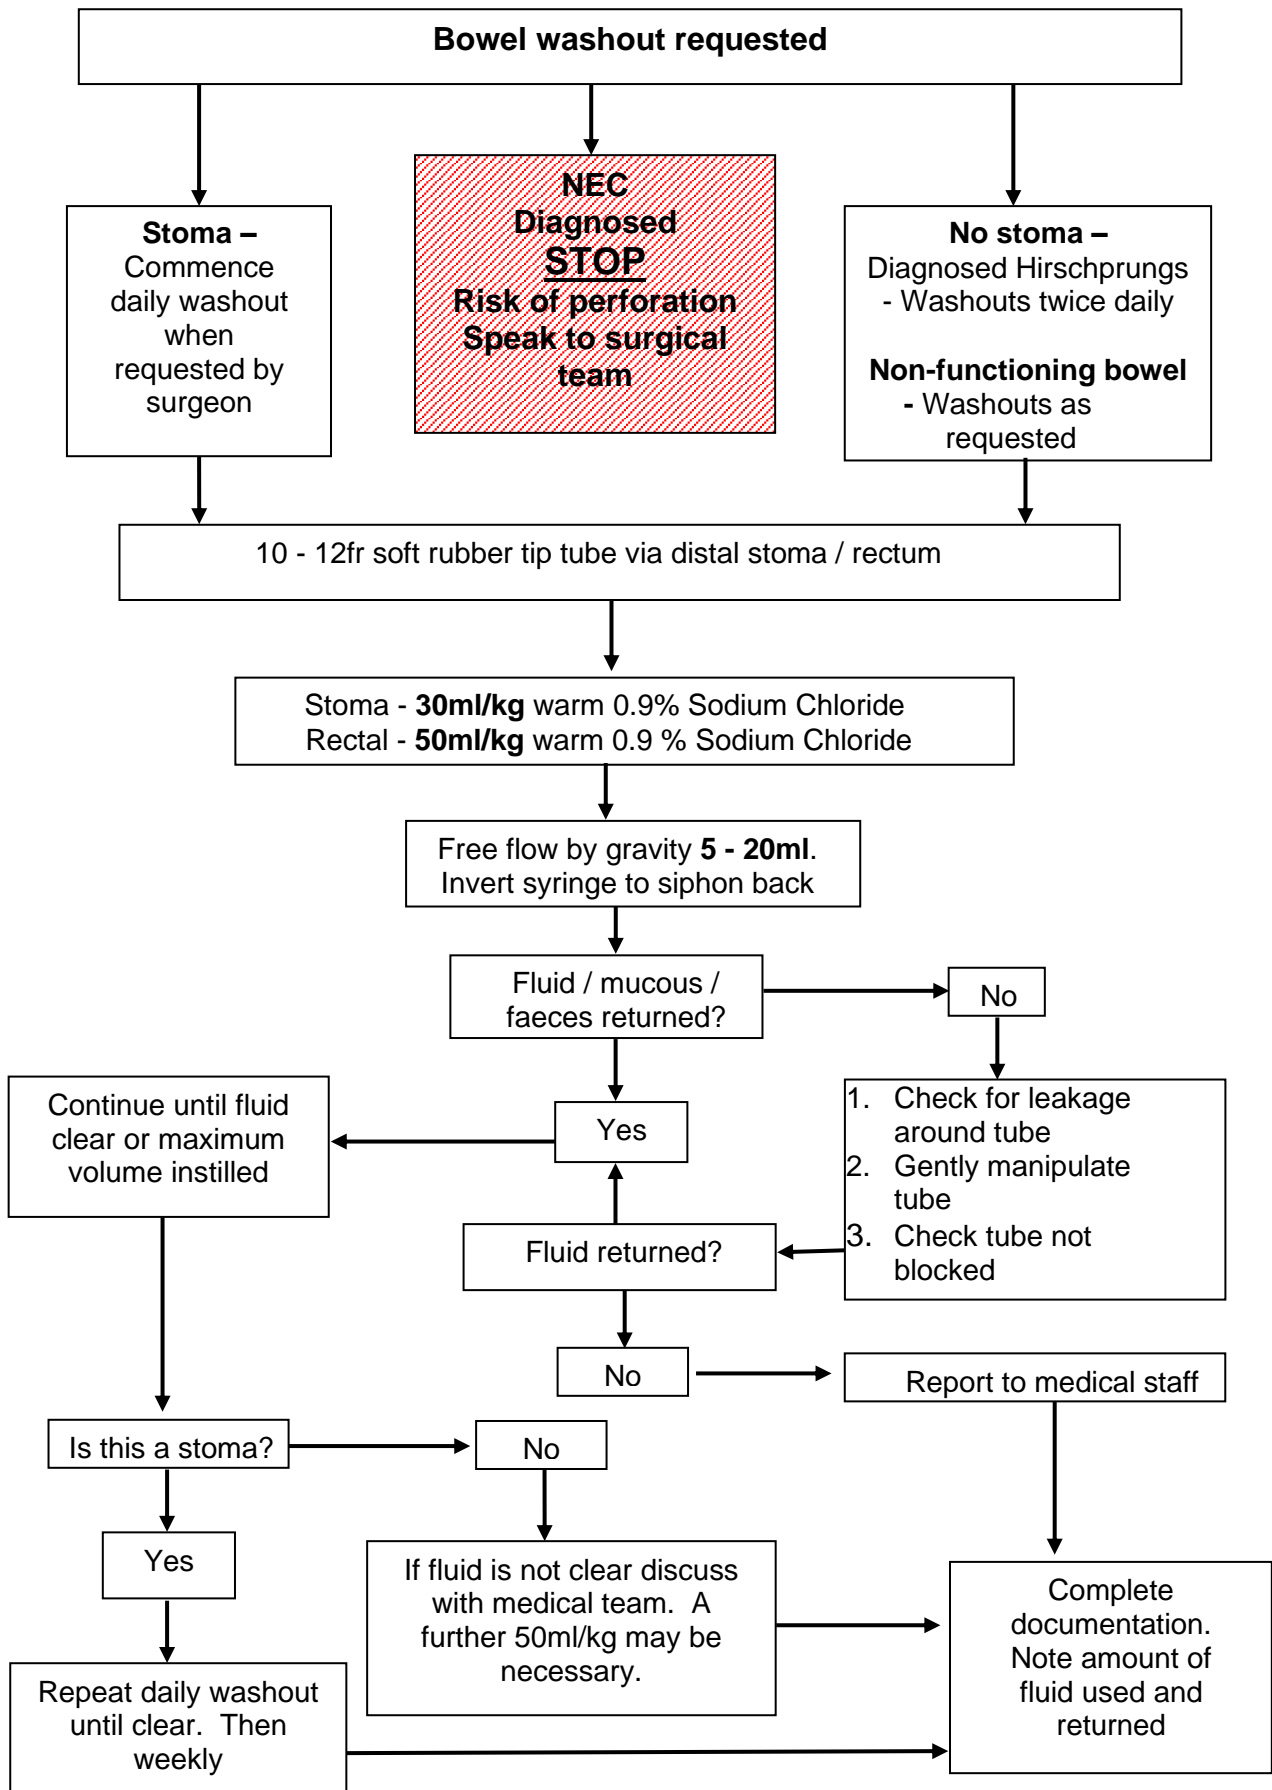 Bowel washout requested
Stoma –
Commence
daily washout
when
requested by
surgeon
NEC
Diagnosed
STOP
Risk of perforation
Speak to surgical
team
No stoma –
Diagnosed Hirschprungs
- Washouts twice daily
Non-functioning bowel
- Washouts as
requested
10 - 12fr soft rubber tip tube via distal stoma / rectum
Stoma - 30ml/kg warm 0.9% Sodium Chloride
Rectal - 50ml/kg warm 0.9 % Sodium Chloride
Free flow by gravity 5 - 20ml.
Invert syringe to siphon back
Fluid / mucous /
faeces returned?
No
Continue until fluid
clear or maximum
volume instilled
Yes
1. Check for leakage
around tube
2. Gently manipulate
tube
3. Check tube not
blocked
Fluid returned?
No
Report to medical staff
Is this a stoma?
No
Yes
If fluid is not clear discuss
with medical team. A
further 50ml/kg may be
necessary.
Complete
documentation.
Note amount of
fluid used and
returned
Repeat daily washout
until clear. Then
weekly